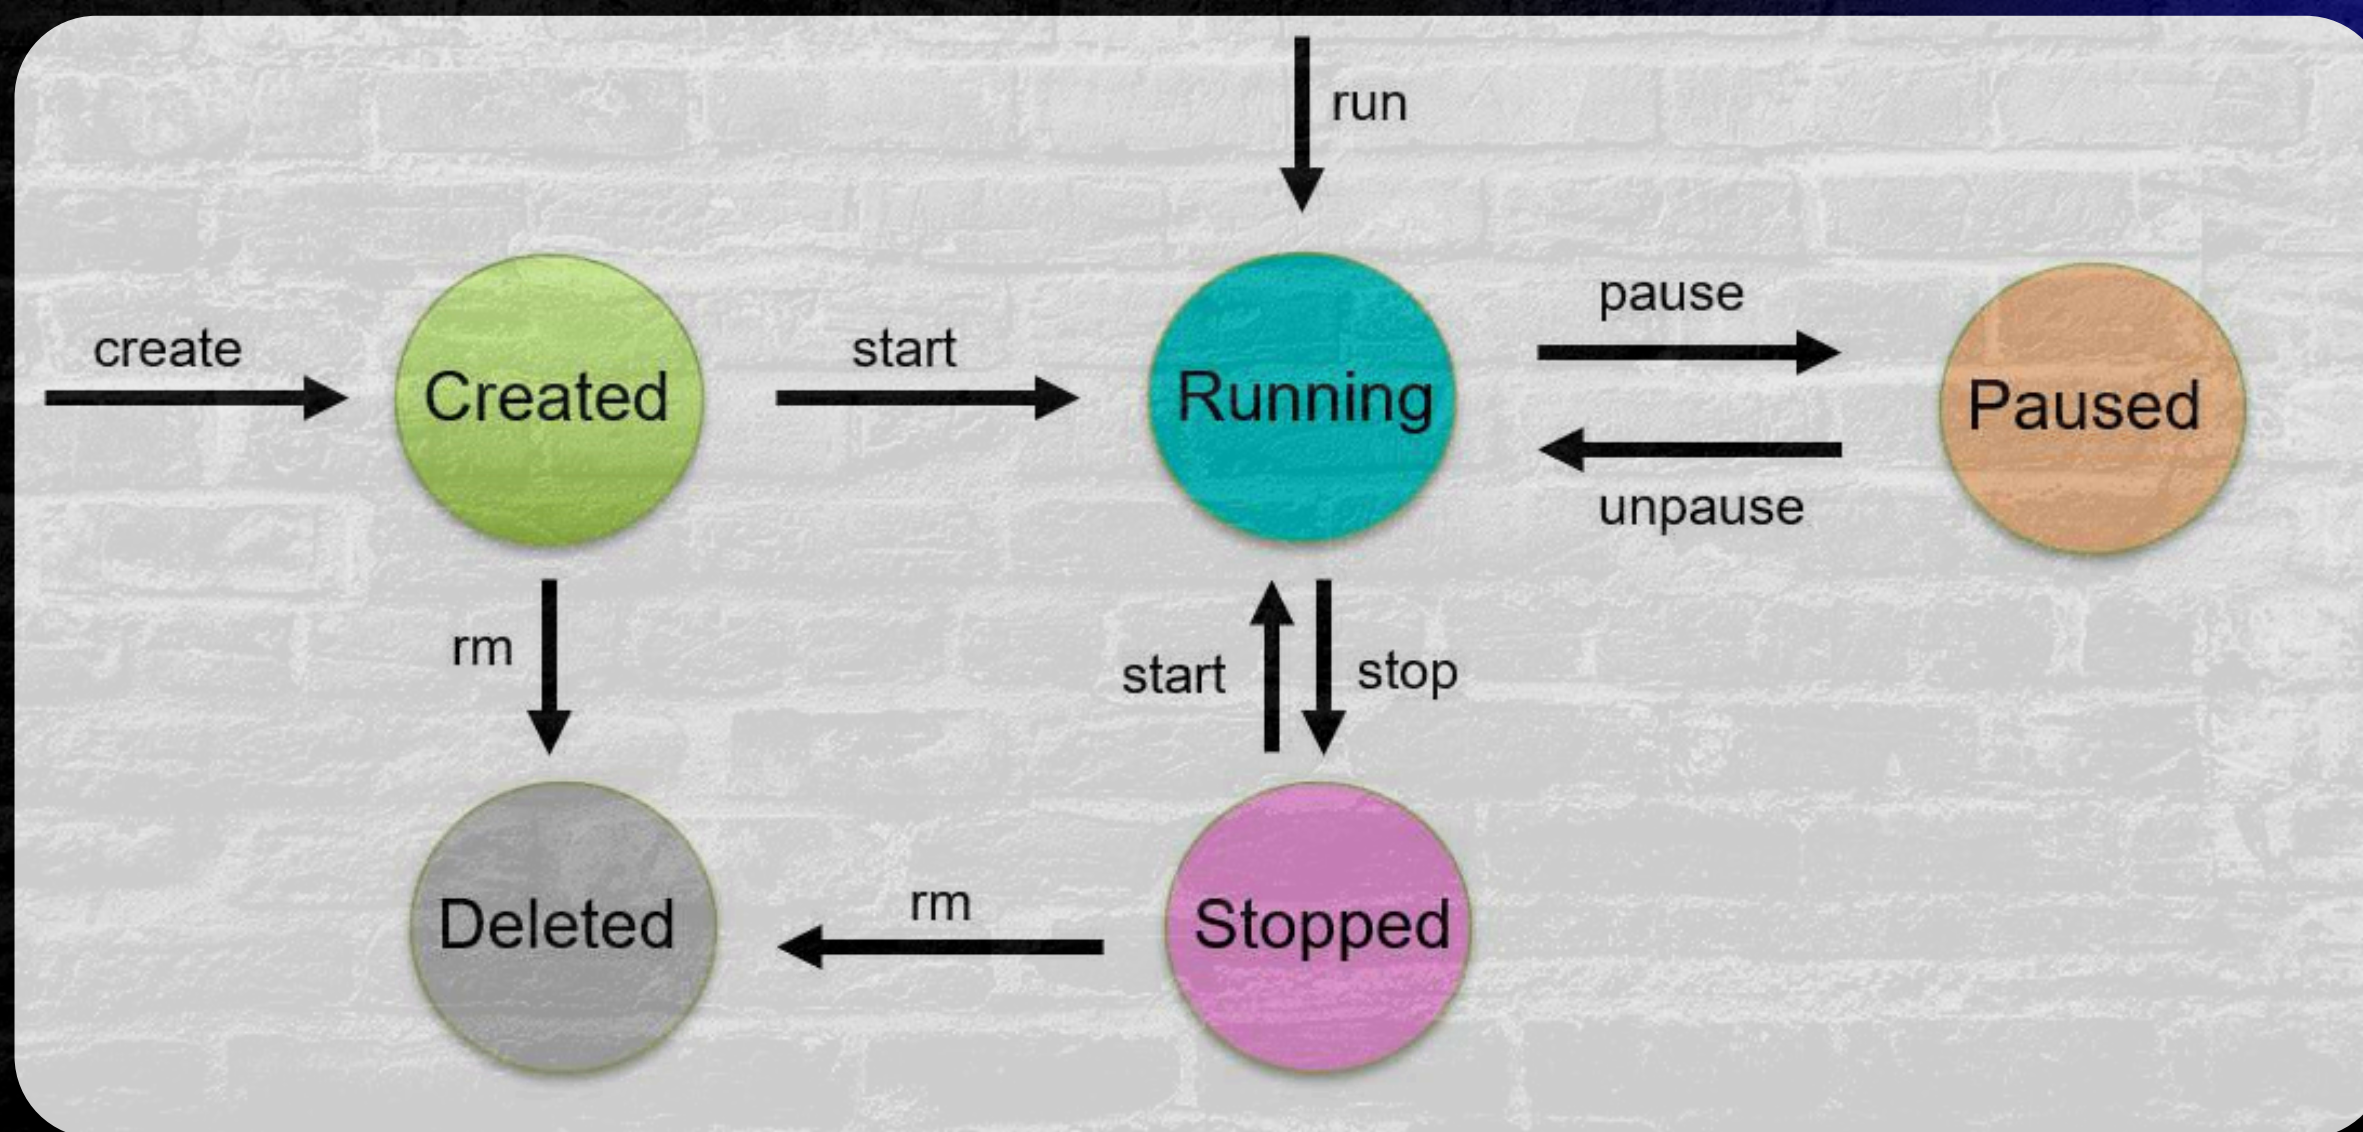 run
create
Created
start
Running
pause
unpause
Paused
rm
start
stop
Deleted
rm
Stopped